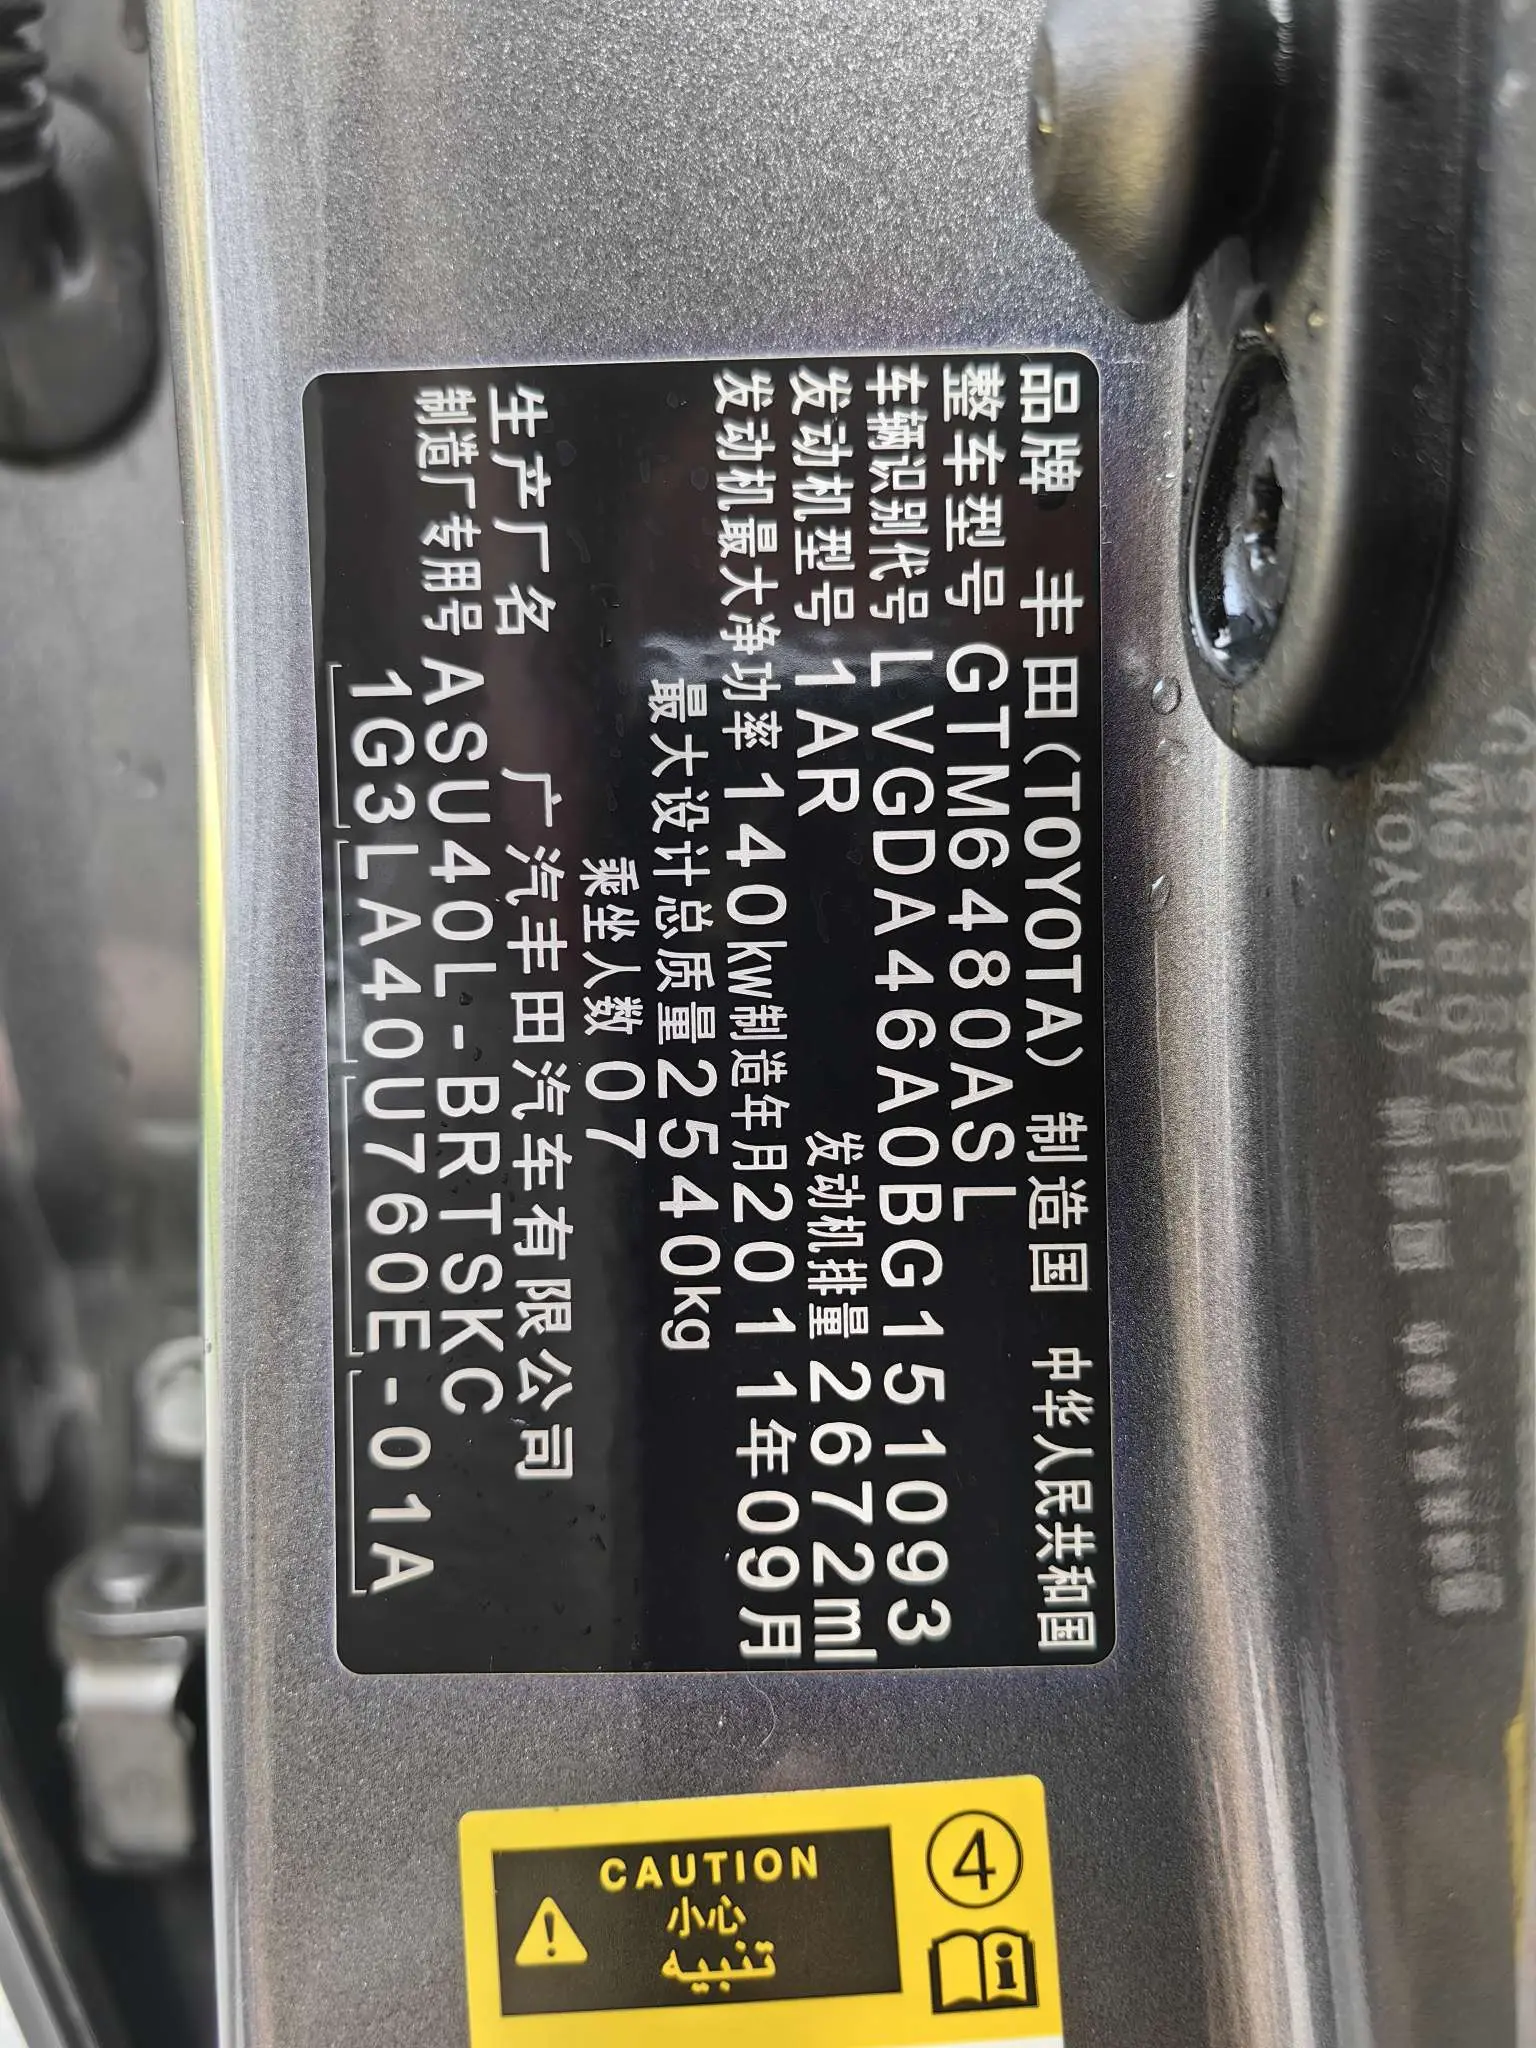 品牌 丰田(TOYOTA) 制造国 中华人民共和国
整车型号 GTM6480ASL
车辆识别代号 LVGDA46A0BG151093
发动机型号 1AR 发动机排量 2672ml
发动机最大净功率 140kW 制造年月 2011年09月
最大设计总质量 2540kg
乘坐人数 07
生产厂名 广汽丰田汽车有限公司
制造厂专用号 ASU40L-BRTSKC
1G3LA40U760E-01A
CAUTION
小心
تنبيه
4
i